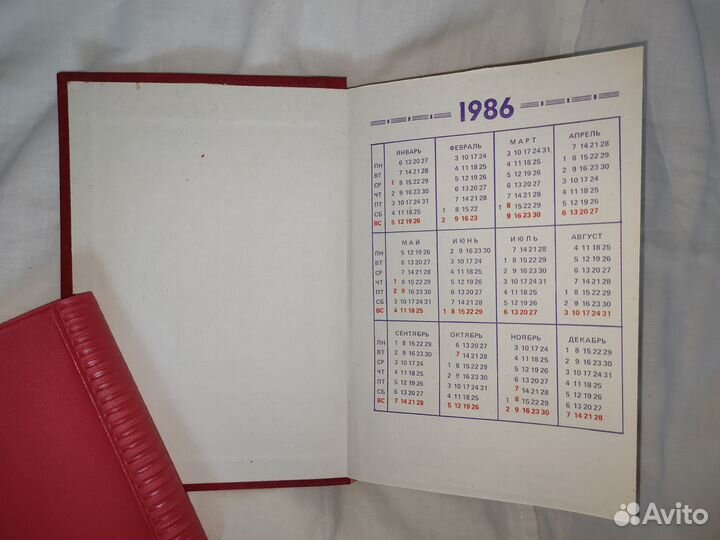 1986
ЯНВАРЬ ФЕВРАЛЬ МАРТ АПРЕЛЬ
ПН 6 13 20 27 3 10 17 24 3 10 17 24 31 7 14 21 28
ВТ 7 14 21 28 4 11 18 25 4 11 18 25 1 8 15 22 29
СР 1 8 15 22 29 5 12 19 26 5 12 19 26 2 9 16 23 30
ЧТ 2 9 16 23 30 6 13 20 27 6 13 20 27 3 10 17 24
ПТ 3 10 17 24 31 7 14 21 28 7 14 21 28 4 11 18 25
СБ 4 11 18 25 1 8 15 22 1 8 15 22 29 5 12 19 26
ВС 5 12 19 26 2 9 16 23 2 9 16 23 30 6 13 20 27
МАЙ ИЮНЬ ИЮЛЬ АВГУСТ
ПН 5 12 19 26 2 9 16 23 30 7 14 21 28 4 11 18 25
ВТ 6 13 20 27 3 10 17 24 1 8 15 22 29 5 12 19 26
СР 7 14 21 28 4 11 18 25 2 9 16 23 30 6 13 20 27
ЧТ 1 8 15 22 29 5 12 19 26 3 10 17 24 31 7 14 21 28
ПТ 2 9 16 23 30 6 13 20 27 4 11 18 25 1 8 15 22 29
СБ 3 10 17 24 31 7 14 21 28 5 12 19 26 2 9 16 23 30
ВС 4 11 18 25 1 8 15 22 29 6 13 20 27 3 10 17 24 31
СЕНТЯБРЬ ОКТЯБРЬ НОЯБРЬ ДЕКАБРЬ
ПН 1 8 15 22 29 6 13 20 27 3 10 17 24 1 8 15 22 29
ВТ 2 9 16 23 30 7 14 21 28 4 11 18 25 2 9 16 23 30
СР 3 10 17 24 1 8 15 22 29 5 12 19 26 3 10 17 24 31
ЧТ 4 11 18 25 2 9 16 23 30 6 13 20 27 4 11 18 25
ПТ 5 12 19 26 3 10 17 24 31 7 14 21 28 5 12 19 26
СБ 6 13 20 27 4 11 18 25 1 8 15 22 29 6 13 20 27
ВС 7 14 21 28 5 12 19 26 2 9 16 23 30 7 14 21 28
Avito